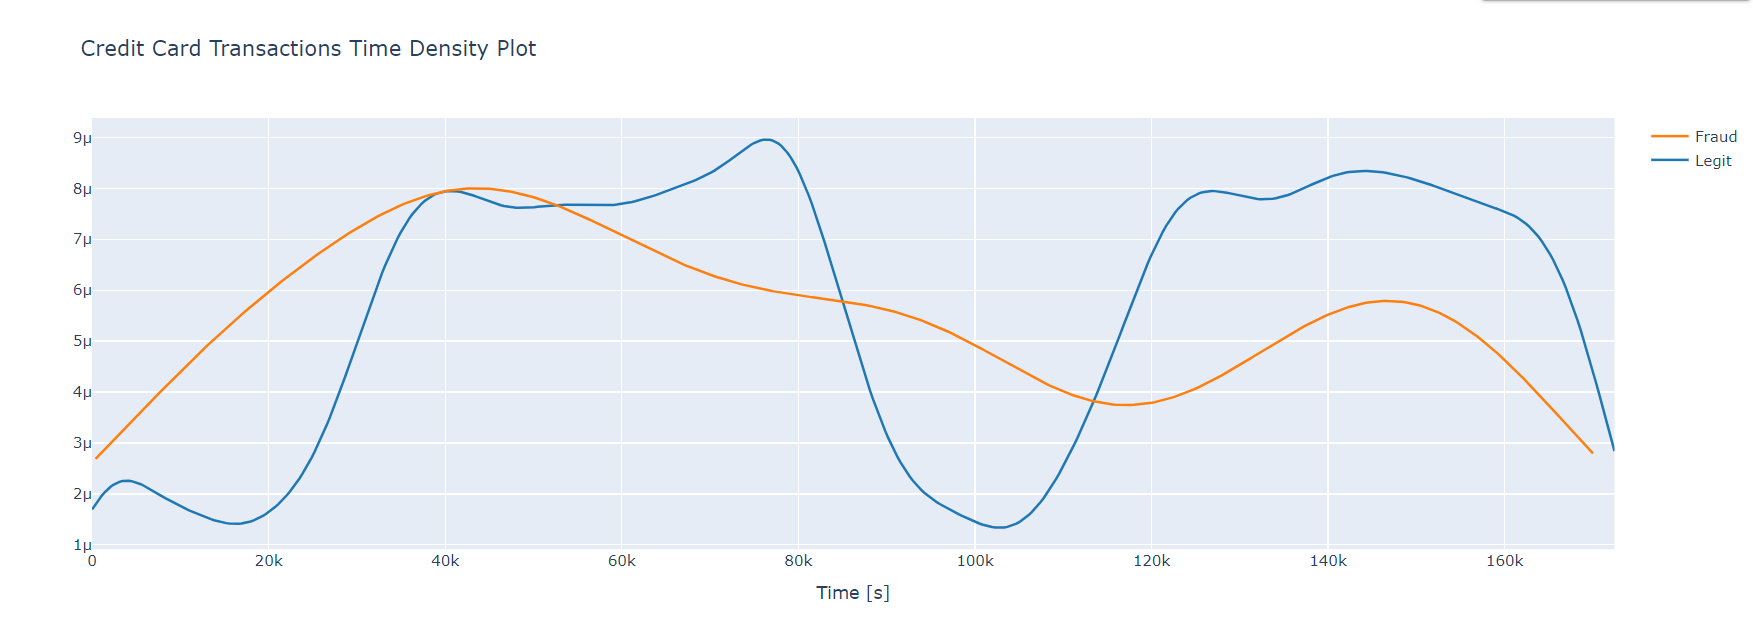 Credit Card Transactions Time Density Plot
Fraud
Legit
9μ
8μ
7μ
6μ
5μ
4μ
3μ
2μ
1μ
0 20k 40k 60k 80k 100k 120k 140k 160k
Time [s]